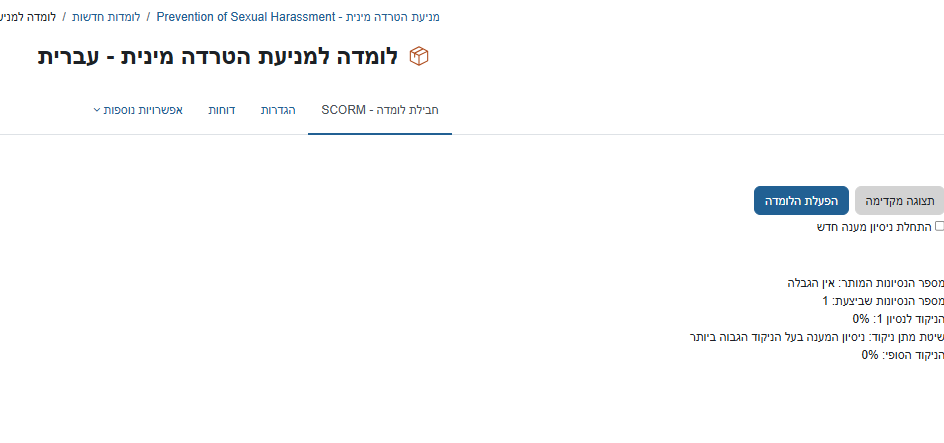 מניעת הטרדה מינית - Prevention of Sexual Harassment / לומדות חדשות / לומדה
לומדה למניעת הטרדה מינית - עברית
חבילת לומדה - SCORM הגדרות דוחות אפשרויות נוספות
תצוגה מקדימה הפעלת הלומדה
התחלת ניסיון מענה חדש
מספר הנסיונות המותר: אין הגבלה
מספר הנסיונות שביצעת: 1
הניקוד לנסיון 1: 0%
שיטת מתן ניקוד: ניסיון המענה בעל הניקוד הגבוה ביותר
הניקוד הסופי: 0%